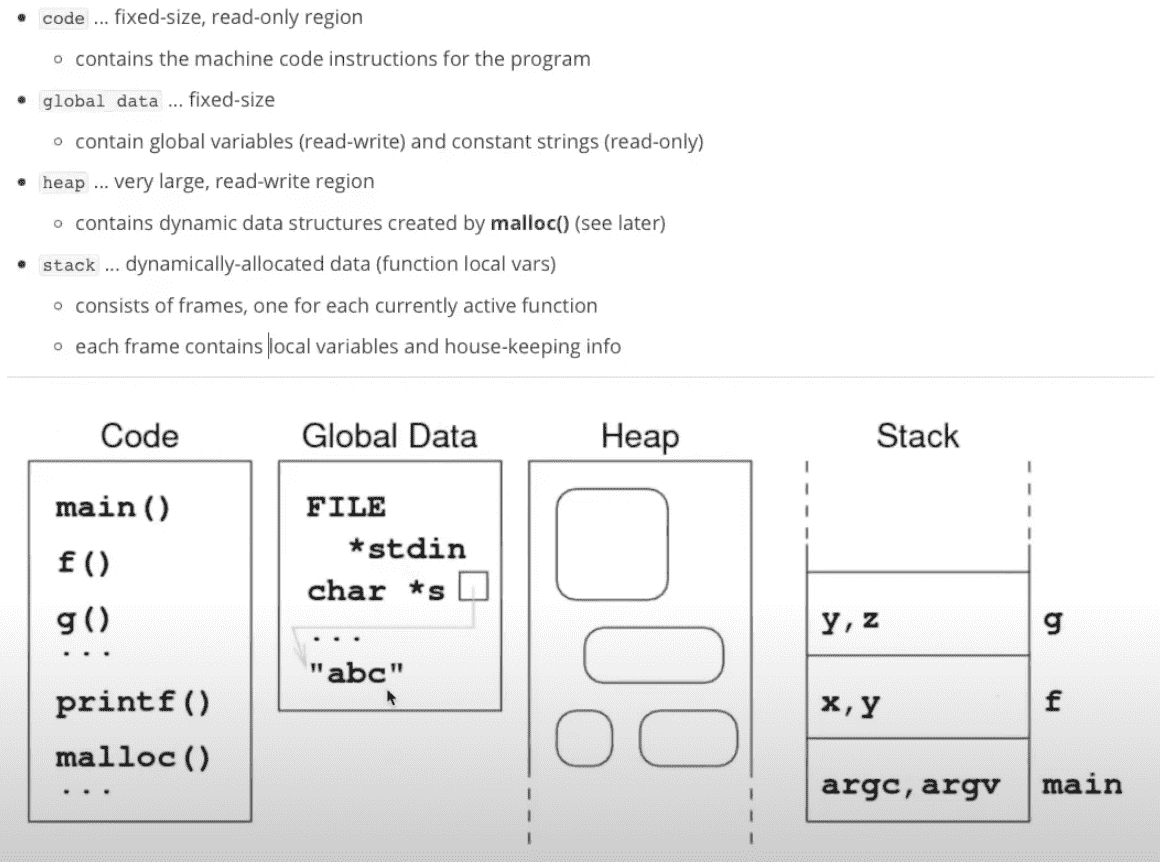 code ... fixed-size, read-only region
contains the machine code instructions for the program
global data ... fixed-size
contain global variables (read-write) and constant strings (read-only)
heap ... very large, read-write region
contains dynamic data structures created by malloc() (see later)
stack ... dynamically-allocated data (function local vars)
consists of frames, one for each currently active function
each frame contains local variables and house-keeping info
Code
main()
f()
g()
...
printf()
malloc()
...
Global Data
FILE
*stdin
char *s
...
"abc"
Heap
Stack
y,z g
x,y f
argc,argv main